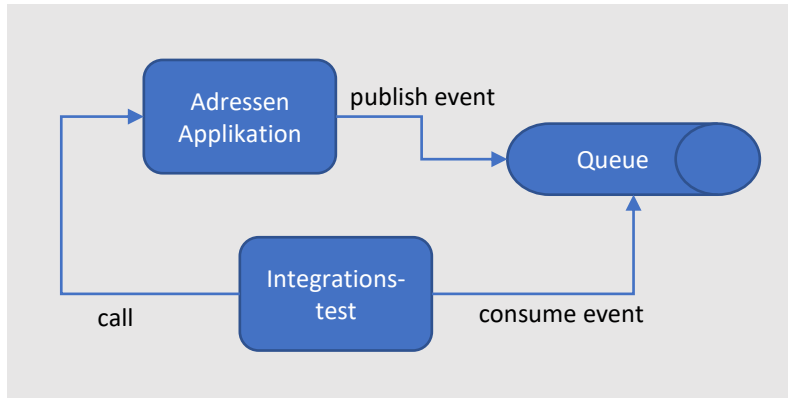 Adressen
Applikation
publish event
Queue
Integrations-
test
call
consume event